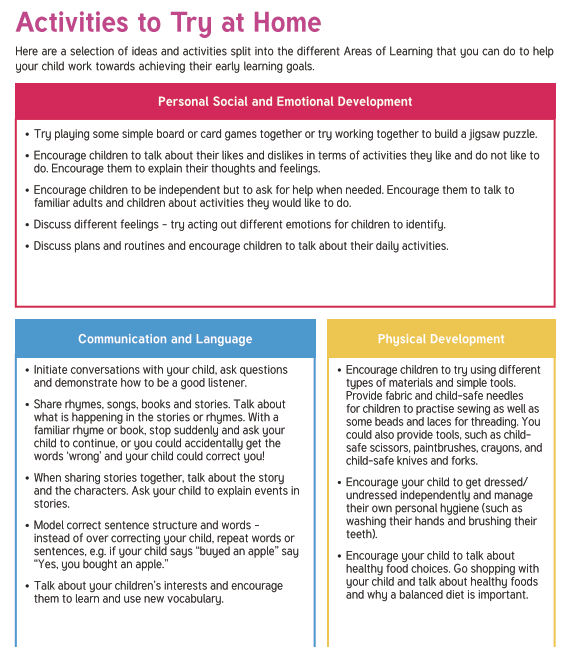 Activities to Try at Home
Here are a selection of ideas and activities split into the different Areas of Learning that you can do to help
your child work towards achieving their early learning goals.
Personal Social and Emotional Development
• Try playing some simple board or card games together or try working together to build a jigsaw puzzle.
• Encourage children to talk about their likes and dislikes in terms of activities they like and do not like to
do. Encourage them to explain their thoughts and feelings.
• Encourage children to be independent but to ask for help when needed. Encourage them to talk to
familiar adults and children about activities they would like to do.
• Discuss different feelings – try acting out different emotions for children to identify.
• Discuss plans and routines and encourage children to talk about their daily activities.
Communication and Language
• Initiate conversations with your child, ask questions
and demonstrate how to be a good listener.
• Share rhymes, songs, books and stories. Talk about
what is happening in the stories or rhymes. With a
familiar rhyme or book, stop suddenly and ask your
child to continue, or you could accidentally get the
words ‘wrong’ and your child could correct you!
• When sharing stories together, talk about the story
and the characters. Ask your child to explain events in
stories.
• Model correct sentence structure and words –
instead of over correcting your child, repeat words or
sentences, e.g. if your child says “buyed an apple” say
“Yes, you bought an apple.”
• Talk about your children’s interests and encourage
them to learn and use new vocabulary.
Physical Development
• Encourage children to try using different
types of materials and simple tools.
Provide fabric and child-safe needles
for children to practise sewing as well as
some beads and laces for threading. You
could also provide tools, such as child-
safe scissors, paintbrushes, crayons, and
child-safe knives and forks.
• Encourage your child to get dressed/
undressed independently and manage
their own personal hygiene (such as
washing their hands and brushing their
teeth).
• Encourage your child to talk about
healthy food choices. Go shopping with
your child and talk about healthy foods
and why a balanced diet is important.